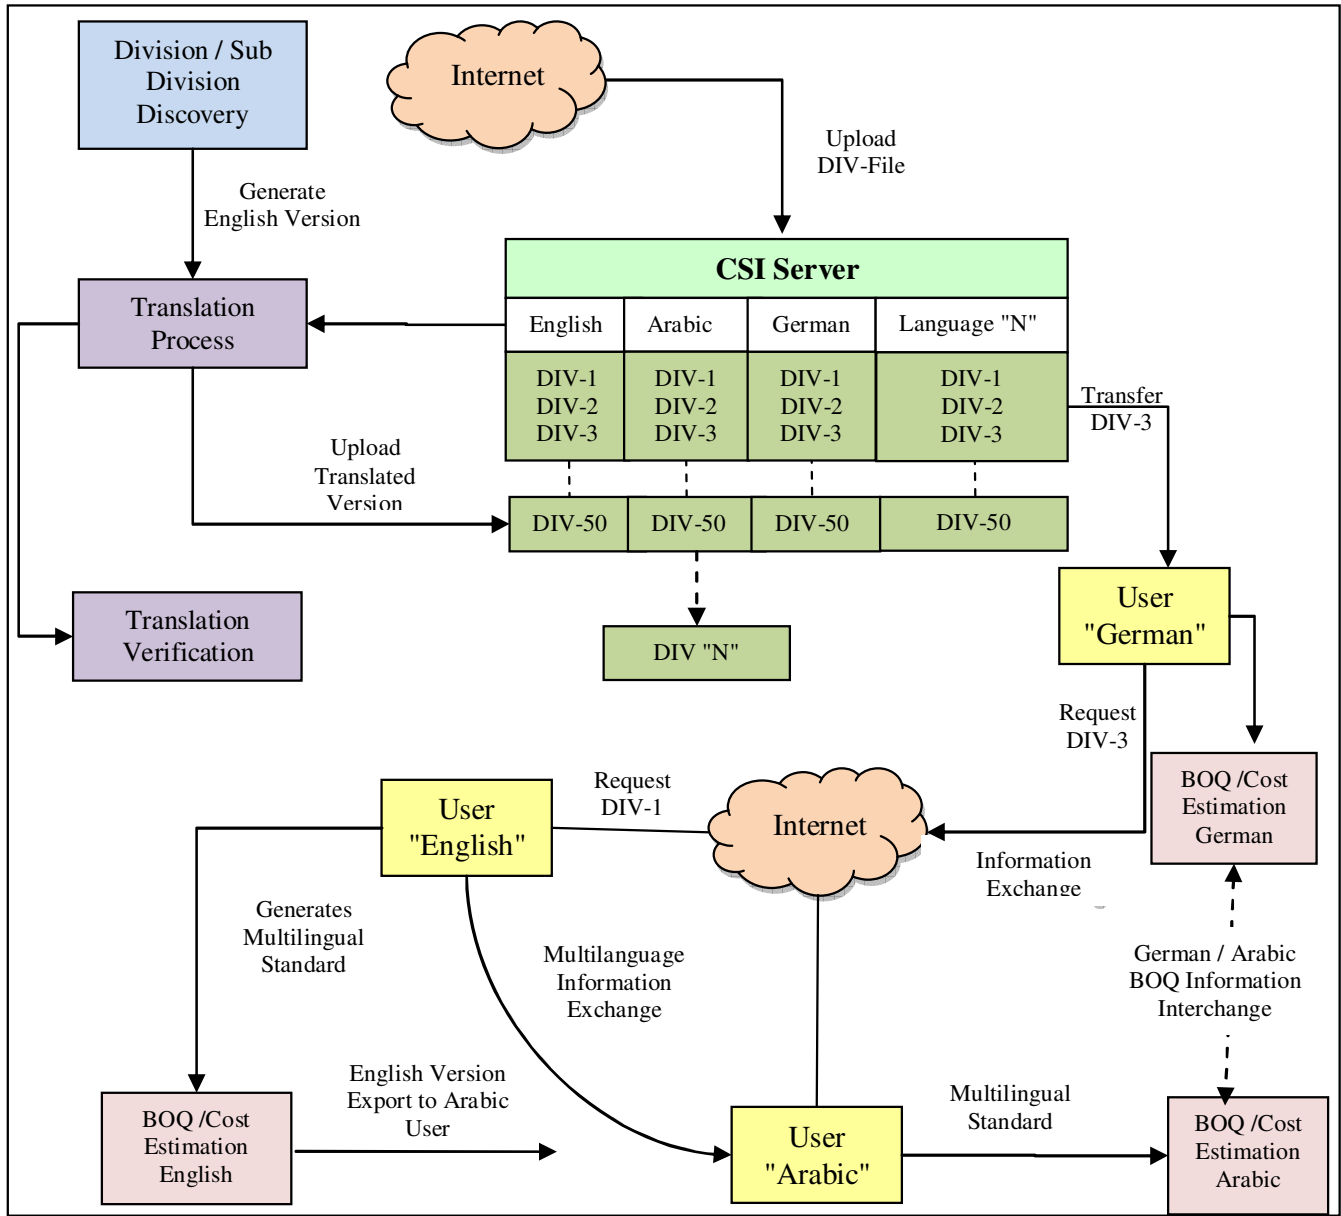 Division / Sub
Division
Discovery
Internet
Upload
DIV-File
Generate
English Version
CSI Server
Translation
Process
English
Arabic
German
Language "N"
DIV-1
DIV-2
DIV-3
DIV-1
DIV-2
DIV-3
DIV-1
DIV-2
DIV-3
DIV-1
DIV-2
DIV-3
Transfer
DIV-3
Upload
Translated
Version
DIV-50
DIV-50
DIV-50
DIV-50
Translation
Verification
DIV "N"
User
"German"
Request
DIV-3
User
"English"
Request
DIV-1
Internet
BOQ /Cost
Estimation
German
Information
Exchange
Generates
Multilingual
Standard
Multilanguage
Information
Exchange
German / Arabic
BOQ Information
Interchange
English Version
Export to Arabic
User
Multilingual
Standard
BOQ /Cost
Estimation
English
User
"Arabic"
BOQ /Cost
Estimation
Arabic